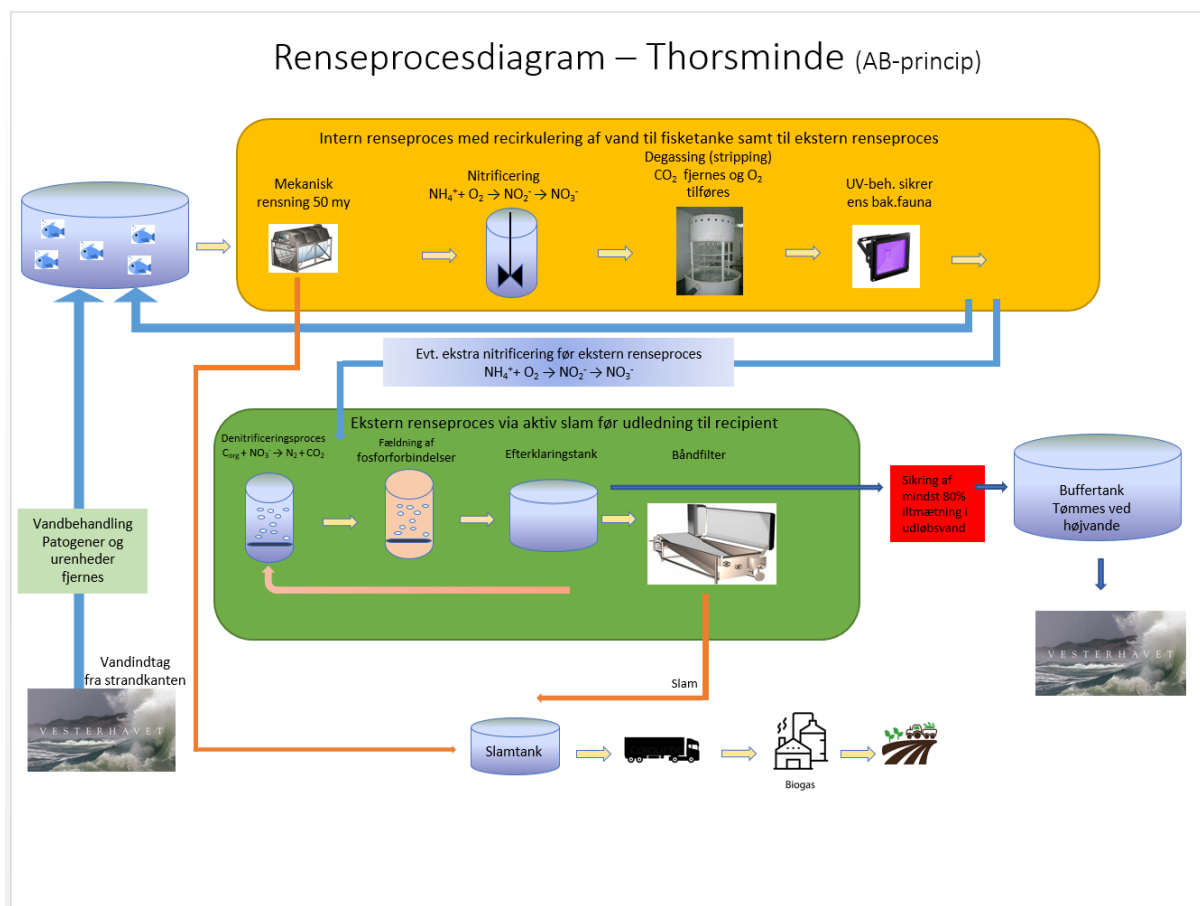 Renseprocesdiagram – Thorsminde (AB-princip)
Intern renseproces med recirkulering af vand til fisketanke samt til ekstern renseproces
Mekanisk
rensning 50 my
Nitrificering
NH₄⁺+ O₂ → NO₂⁻→ NO₃⁻
Degassing (stripping)
CO₂ fjernes og O₂
tilføres
UV-beh. sikrer
ens bak.fauna
Evt. ekstra nitrificering før ekstern renseproces
NH₄⁺+ O₂ → NO₂⁻→ NO₃⁻
Ekstern renseproces via aktiv slam før udledning til recipient
Denitrificeringsproces
C_org + NO₃⁻ → N₂ + CO₂
Fældning af
fosforforbindelser
Efterklaringstank
Båndfilter
Sikring af
mindst 80%
iltmætning i
udløbsvand
Buffertank
Tømmes ved
højvande
VESTERHAVET
Vandbehandling
Patogener og
urenheder
fjernes
Vandindtag
fra strandkanten
VESTERHAVET
Slam
Slamtank
Biogas